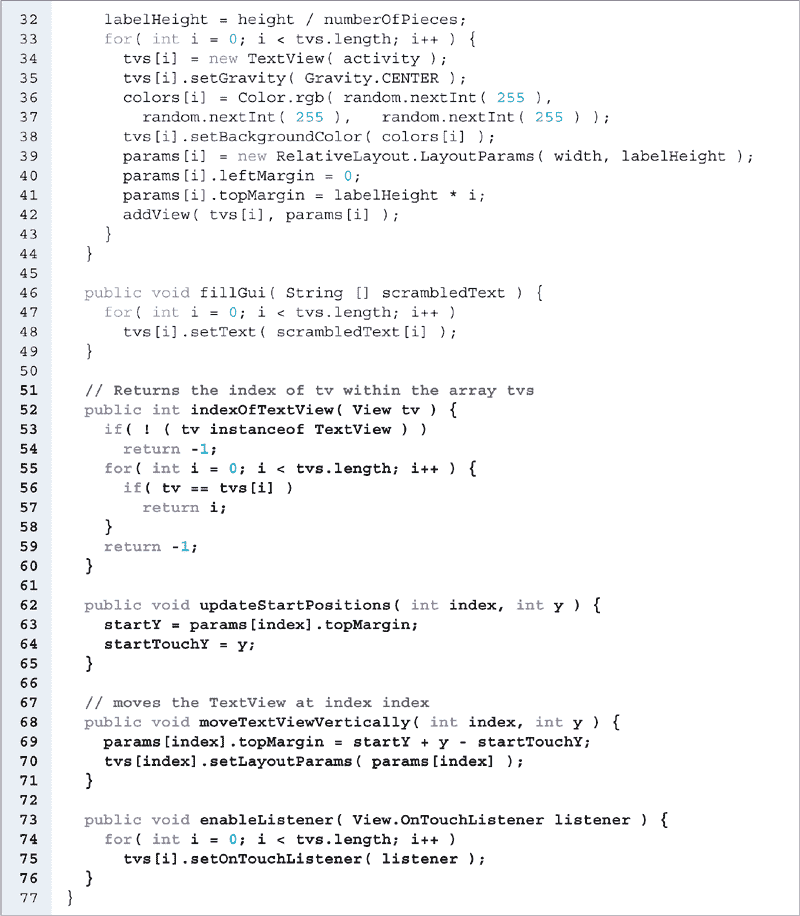 32 labelHeight = height / numberOfPieces;
33 for( int i = 0; i < tvs.length; i++ ) {
34 tvs[i] = new TextView( activity );
35 tvs[i].setGravity( Gravity.CENTER );
36 colors[i] = Color.rgb( random.nextInt( 255 ),
37 random.nextInt( 255 ), random.nextInt( 255 ) );
38 tvs[i].setBackgroundColor( colors[i] );
39 params[i] = new RelativeLayout.LayoutParams( width, labelHeight );
40 params[i].leftMargin = 0;
41 params[i].topMargin = labelHeight * i;
42 addView( tvs[i], params[i] );
43 }
44 }
45
46 public void fillGui( String [] scrambledText ) {
47 for( int i = 0; i < tvs.length; i++ )
48 tvs[i].setText( scrambledText[i] );
49 }
50
51 // Returns the index of tv within the array tvs
52 public int indexOfTextView( View tv ) {
53 if( ! ( tv instanceof TextView ) )
54 return -1;
55 for( int i = 0; i < tvs.length; i++ ) {
56 if( tv == tvs[i] )
57 return i;
58 }
59 return -1;
60 }
61
62 public void updateStartPositions( int index, int y ) {
63 startY = params[index].topMargin;
64 startTouchY = y;
65 }
66
67 // moves the TextView at index index
68 public void moveTextViewVertically( int index, int y ) {
69 params[index].topMargin = startY + y - startTouchY;
70 tvs[index].setLayoutParams( params[index] );
71 }
72
73 public void enableListener( View.OnTouchListener listener ) {
74 for( int i = 0; i < tvs.length; i++ )
75 tvs[i].setOnTouchListener( listener );
76 }
77 }